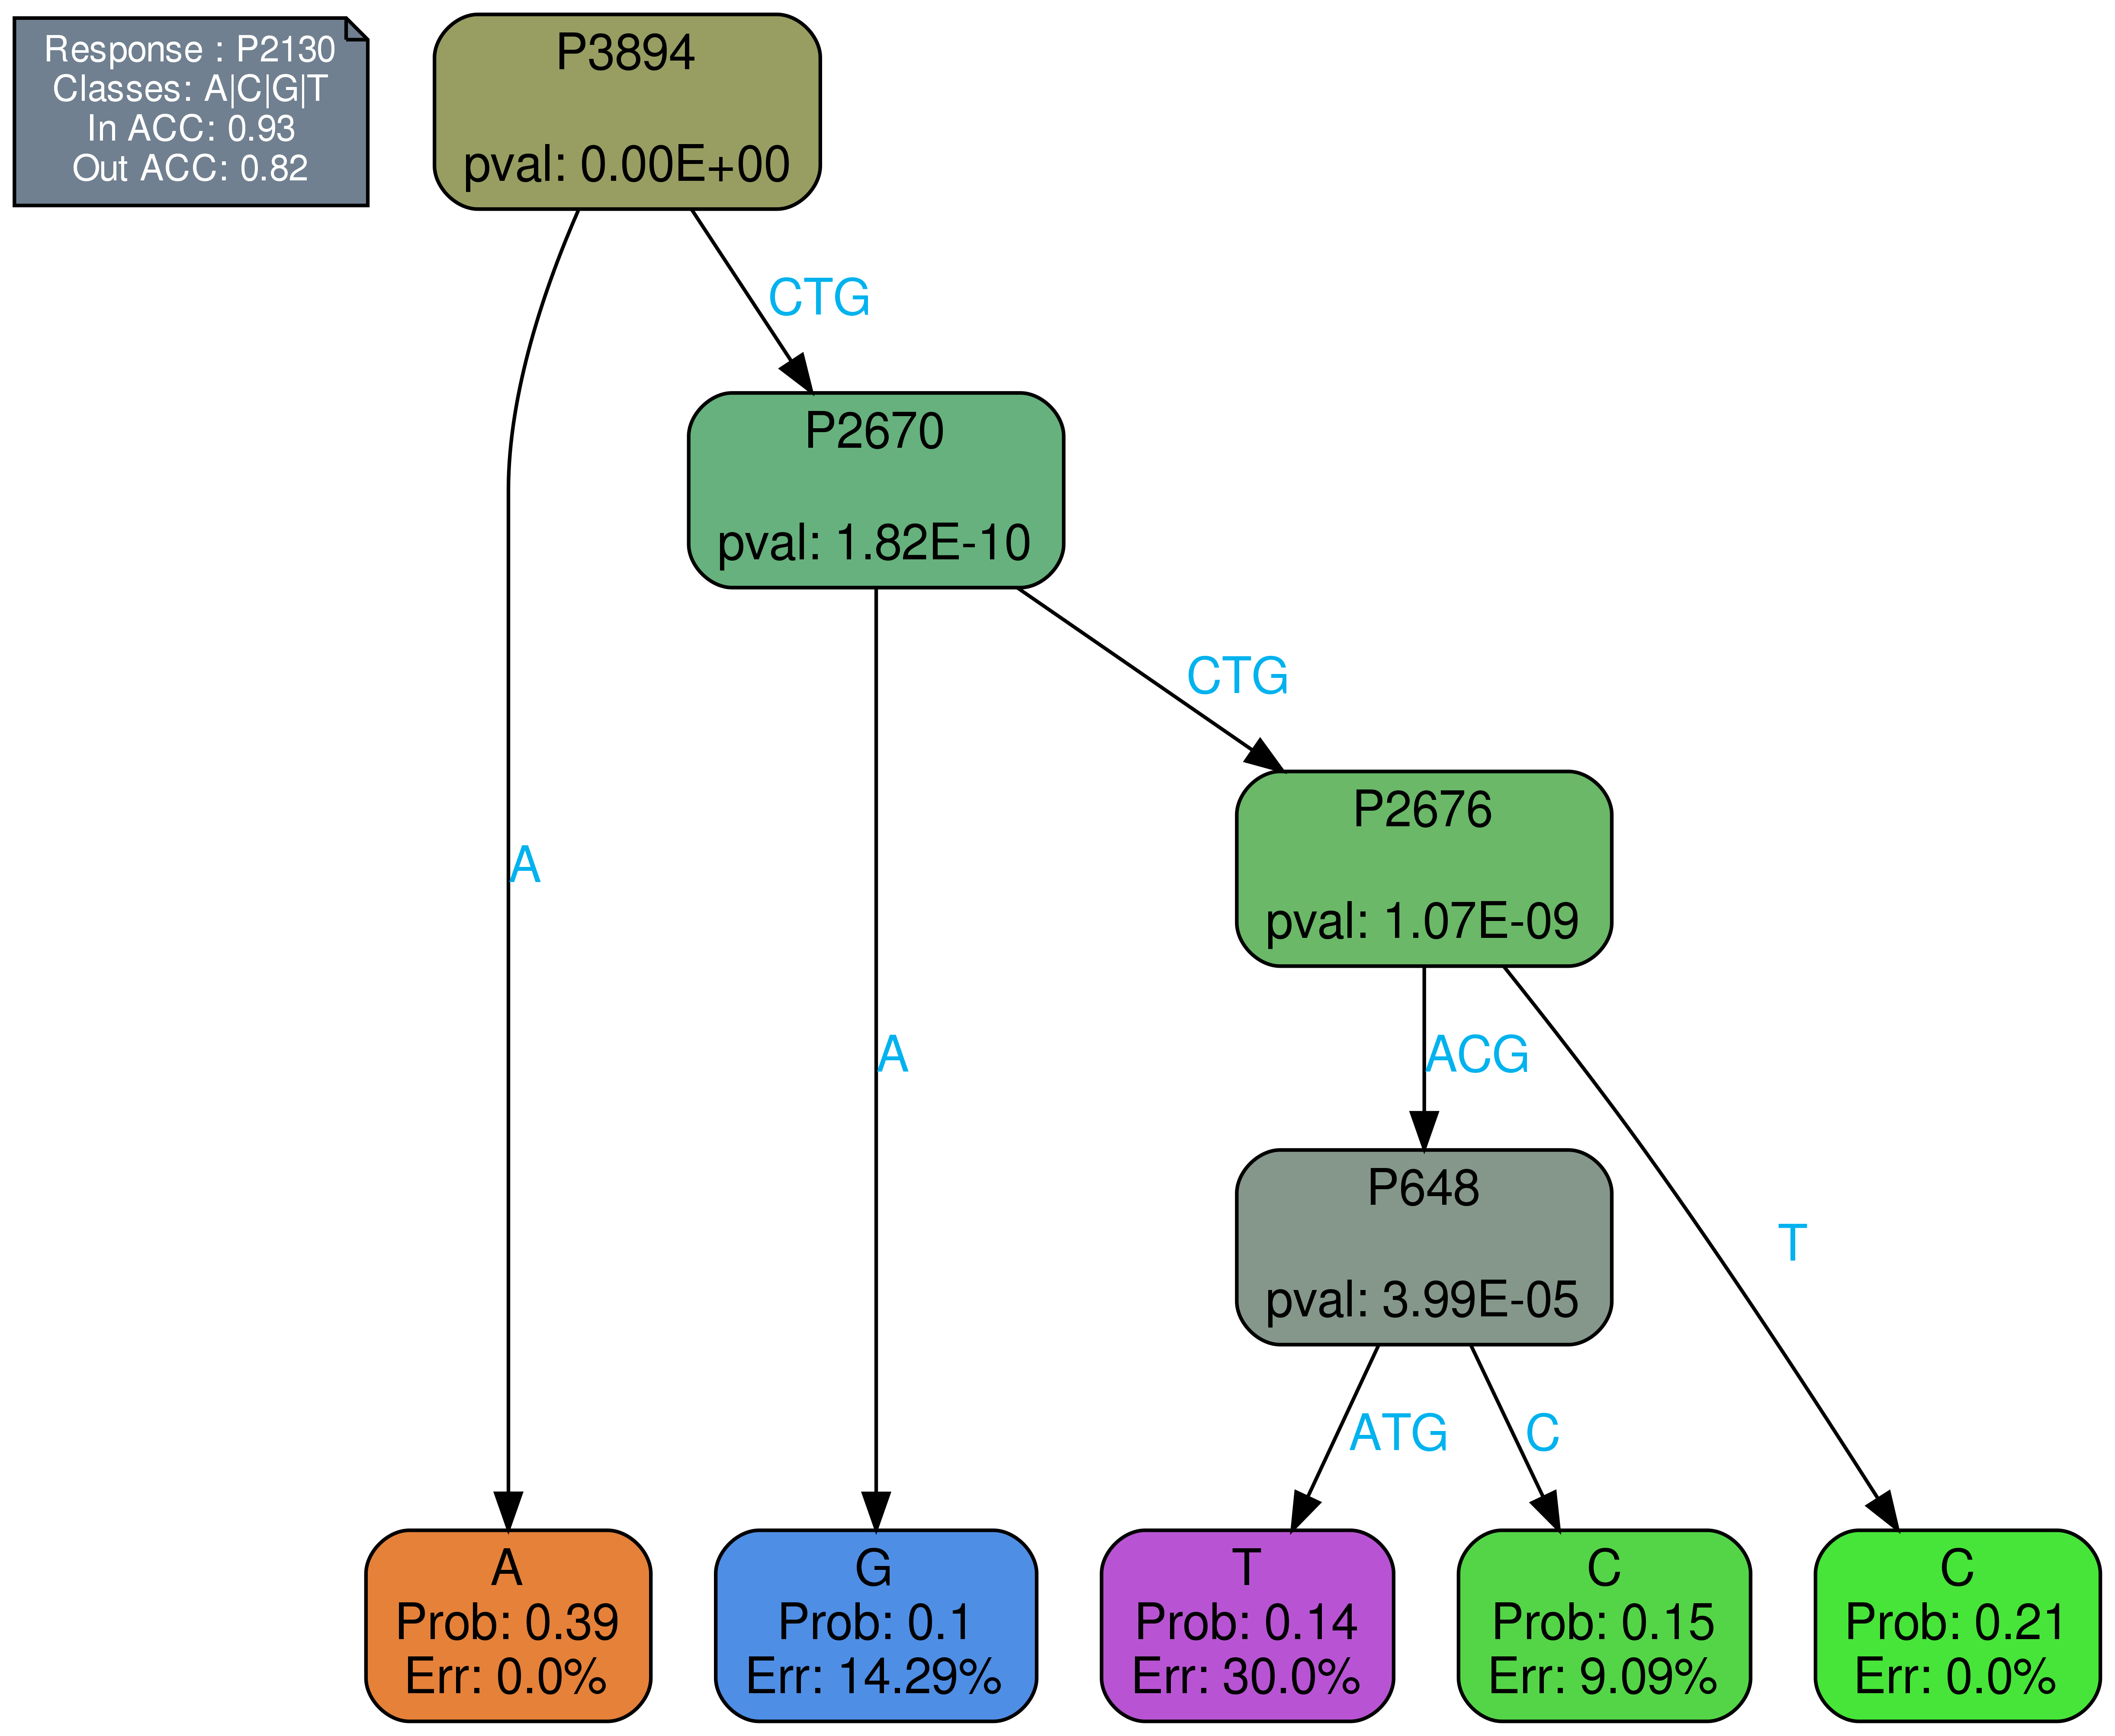 Response : P2130
Classes: A|C|G|T
In ACC: 0.93
Out ACC: 0.82
P3894
pval: 0.00E+00
CTG
P2670
pval: 1.82E-10
CTG
P2676
pval: 1.07E-09
A
A
ACG
P648
pval: 3.99E-05
T
ATG
C
A
Prob: 0.39
Err: 0.0%
G
Prob: 0.1
Err: 14.29%
T
Prob: 0.14
Err: 30.0%
C
Prob: 0.15
Err: 9.09%
C
Prob: 0.21
Err: 0.0%